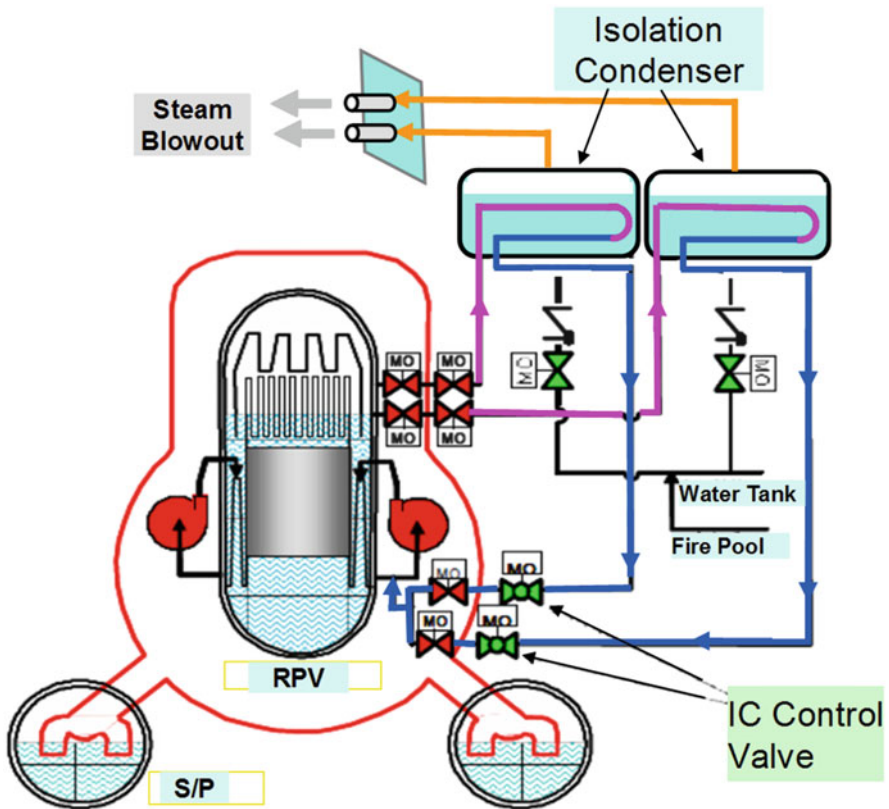 Isolation
Condenser
Steam
Blowout
MO
MO
MO
MO
MO
MO
Water Tank
Fire Pool
MO
MO
MO
MO
RPV
IC Control
Valve
S/P